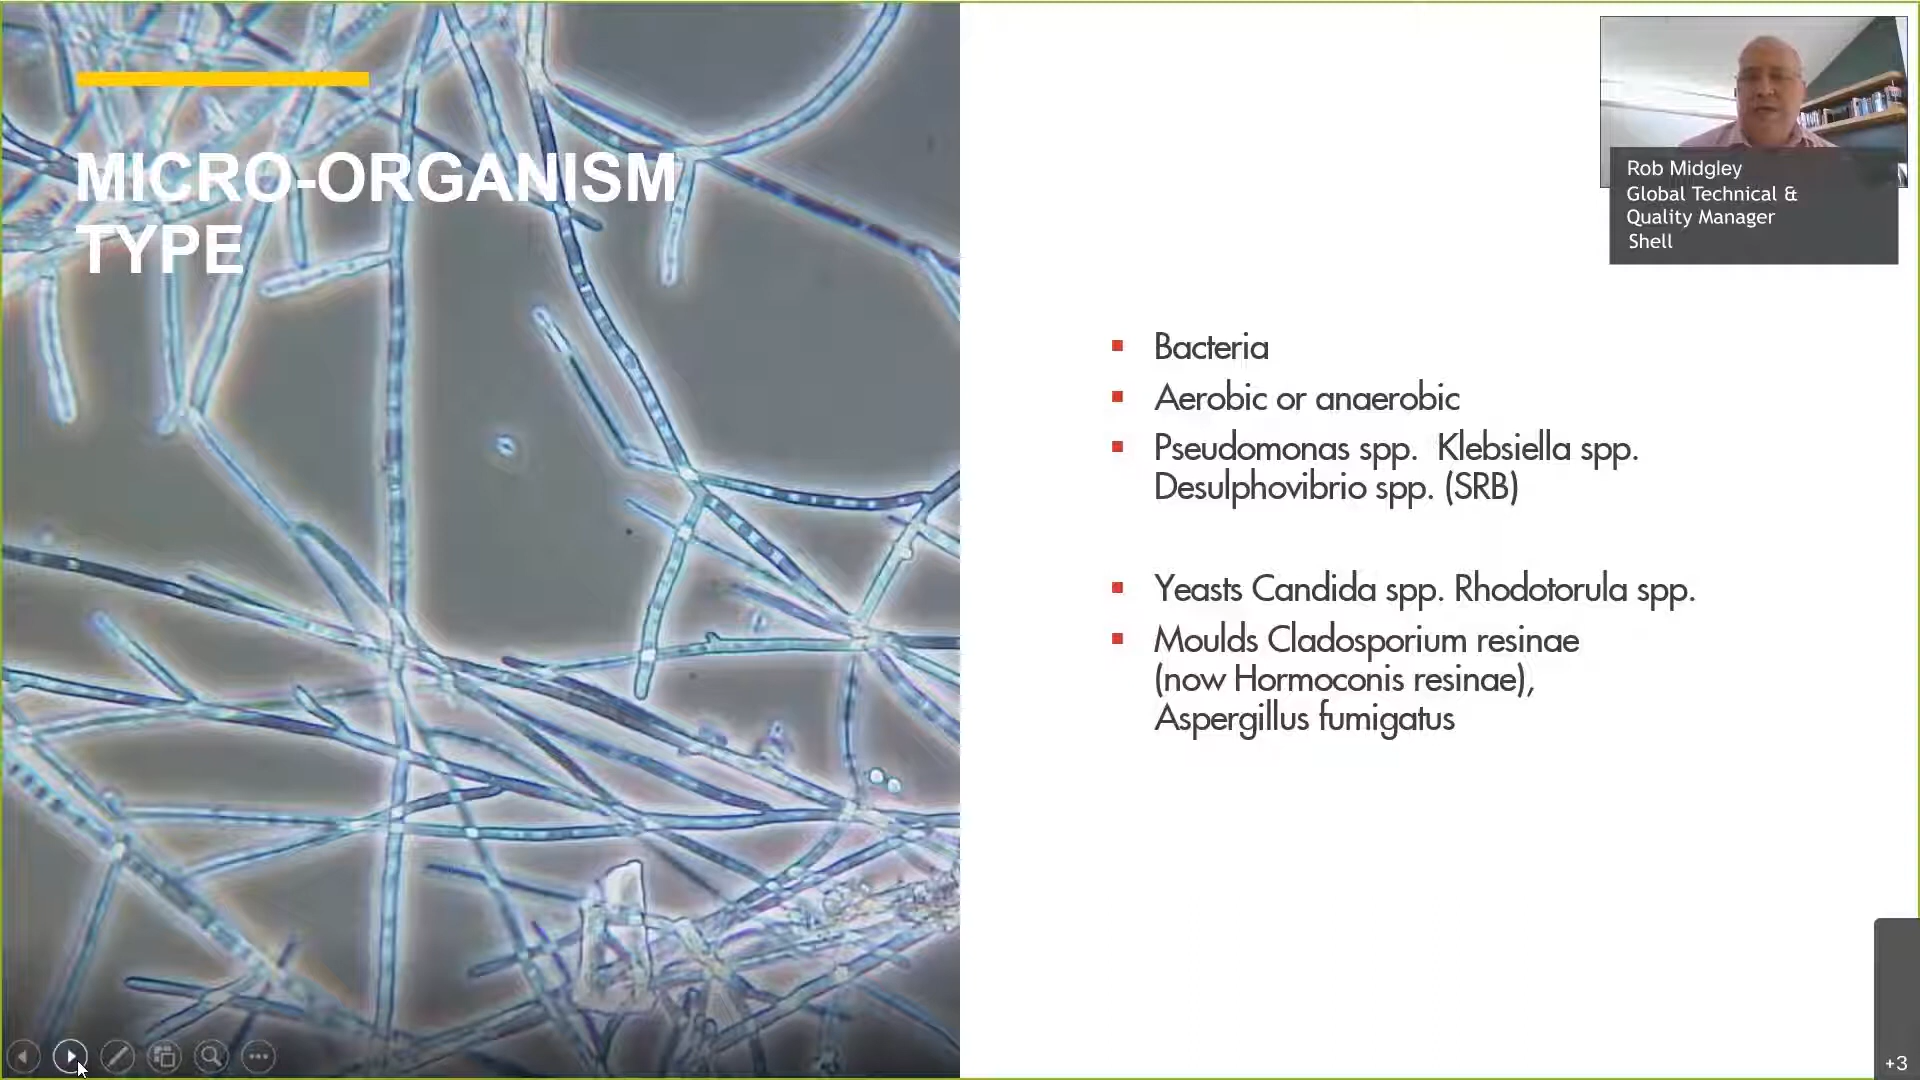 MICRO-ORGANISM
TYPE
Rob Midgley
Global Technical &
Quality Manager
Shell
Bacteria
Aerobic or anaerobic
Pseudomonas spp. Klebsiella spp.
Desulphovibrio spp. (SRB)
Yeasts Candida spp. Rhodotorula spp.
Moulds Cladosporium resinae
(now Hormoconis resinae),
Aspergillus fumigatus
+3